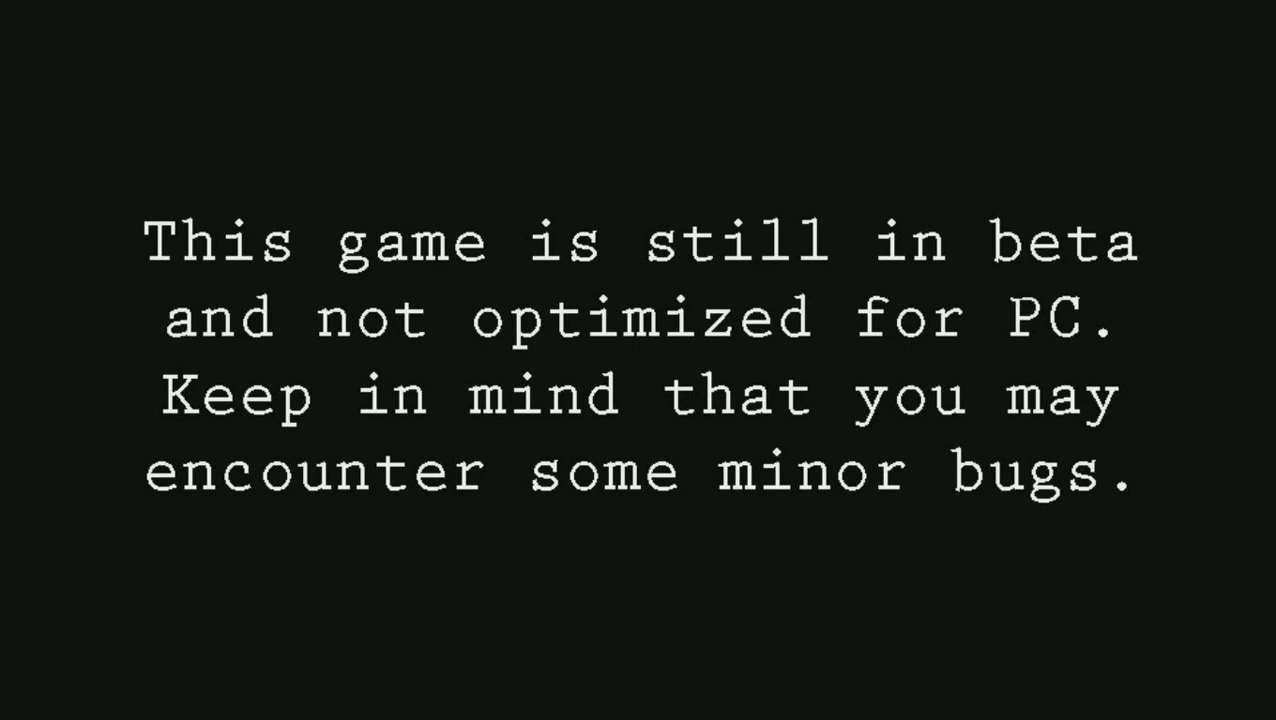 This game is still in beta
and not optimized for PC.
Keep in mind that you may
encounter some minor bugs.